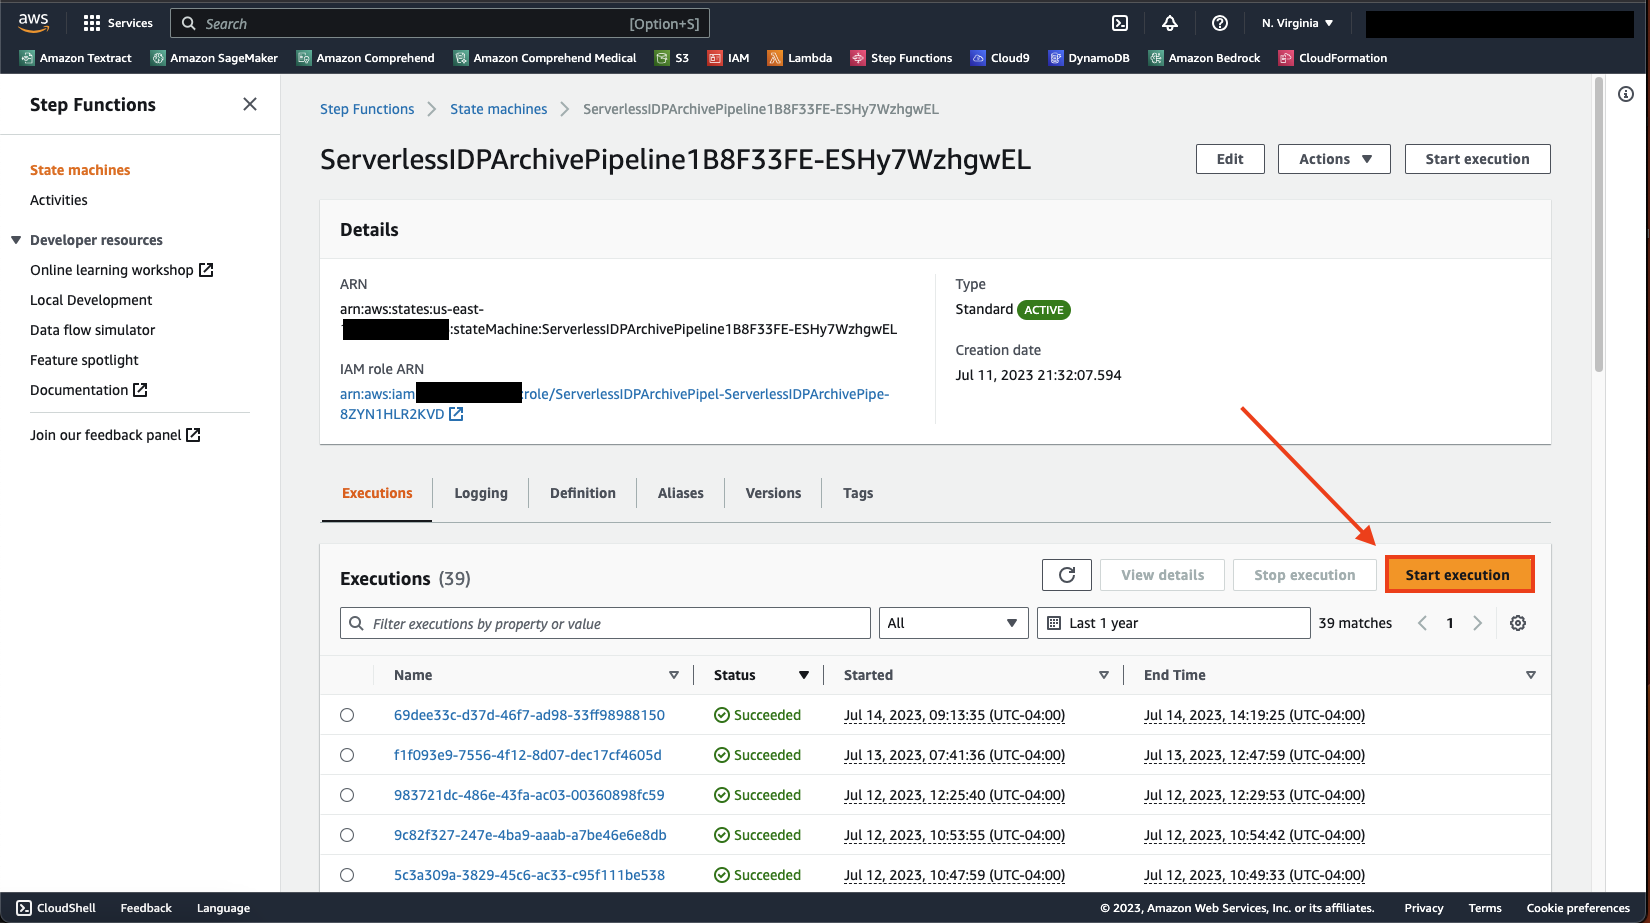 aws
Services
Search
[Option+S]
N. Virginia
Amazon Textract
Amazon SageMaker
Amazon Comprehend
Amazon Comprehend Medical
S3
IAM
Lambda
Step Functions
Cloud9
DynamoDB
Amazon Bedrock
CloudFormation
Step Functions
State machines
Activities
Developer resources
Online learning workshop
Local Development
Data flow simulator
Feature spotlight
Documentation
Join our feedback panel
Step Functions
State machines
ServerlessIDPArchivePipeline1B8F33FE-ESHy7WzhgwEL
ServerlessIDPArchivePipeline1B8F33FE-ESHy7WzhgwEL
Edit
Actions
Start execution
Details
ARN
arn:aws:states:us-east-
:stateMachine:ServerlessIDPArchivePipeline1B8F33FE-ESHy7WzhgwEL
IAM role ARN
arn:aws:iam :role/ServerlessIDPArchivePipel-ServerlessIDPArchivePipe-
8ZYN1HLR2KVD
Type
Standard ACTIVE
Creation date
Jul 11, 2023 21:32:07.594
Executions
Logging
Definition
Aliases
Versions
Tags
Executions (39)
View details
Stop execution
Start execution
Filter executions by property or value
All
Last 1 year
39 matches
1
Name Status Started End Time
69dee33c-d37d-46f7-ad98-33ff98988150 Succeeded Jul 14, 2023, 09:13:35 (UTC-04:00) Jul 14, 2023, 14:19:25 (UTC-04:00)
f1f093e9-7556-4f12-8d07-dec17cf4605d Succeeded Jul 13, 2023, 07:41:36 (UTC-04:00) Jul 13, 2023, 12:47:59 (UTC-04:00)
983721dc-486e-43fa-ac03-00360898fc59 Succeeded Jul 12, 2023, 12:25:40 (UTC-04:00) Jul 12, 2023, 12:29:53 (UTC-04:00)
9c82f327-247e-4ba9-aaab-a7be46e6e8db Succeeded Jul 12, 2023, 10:53:55 (UTC-04:00) Jul 12, 2023, 10:54:42 (UTC-04:00)
5c3a309a-3829-45c6-ac33-c95f111be538 Succeeded Jul 12, 2023, 10:47:59 (UTC-04:00) Jul 12, 2023, 10:49:33 (UTC-04:00)
CloudShell
Feedback
Language
© 2023, Amazon Web Services, Inc. or its affiliates.
Privacy
Terms
Cookie preferences